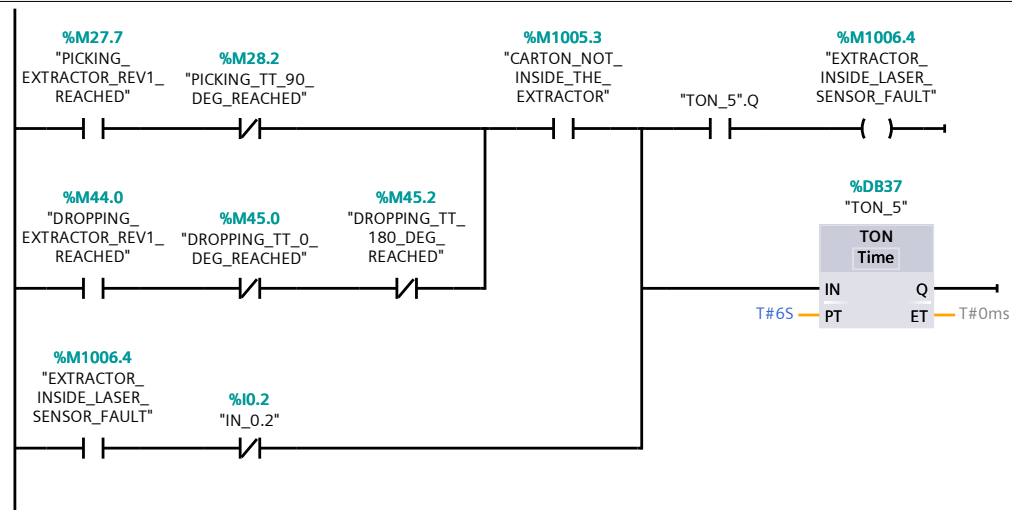 %M27.7
"PICKING_
EXTRACTOR_REV1_
REACHED"
%M28.2
"PICKING_TT_90_
DEG_REACHED"
%M1005.3
"CARTON_NOT_
INSIDE_THE_
EXTRACTOR"
"TON_5".Q
%M1006.4
"EXTRACTOR_
INSIDE_LASER_
SENSOR_FAULT"
%M44.0
"DROPPING_
EXTRACTOR_REV1_
REACHED"
%M45.0
"DROPPING_TT_0_
DEG_REACHED"
%M45.2
"DROPPING_TT_
180_DEG_
REACHED"
%DB37
"TON_5"
TON
Time
IN Q
T#6S PT ET T#0ms
%M1006.4
"EXTRACTOR_
INSIDE_LASER_
SENSOR_FAULT"
%I0.2
"IN_0.2"